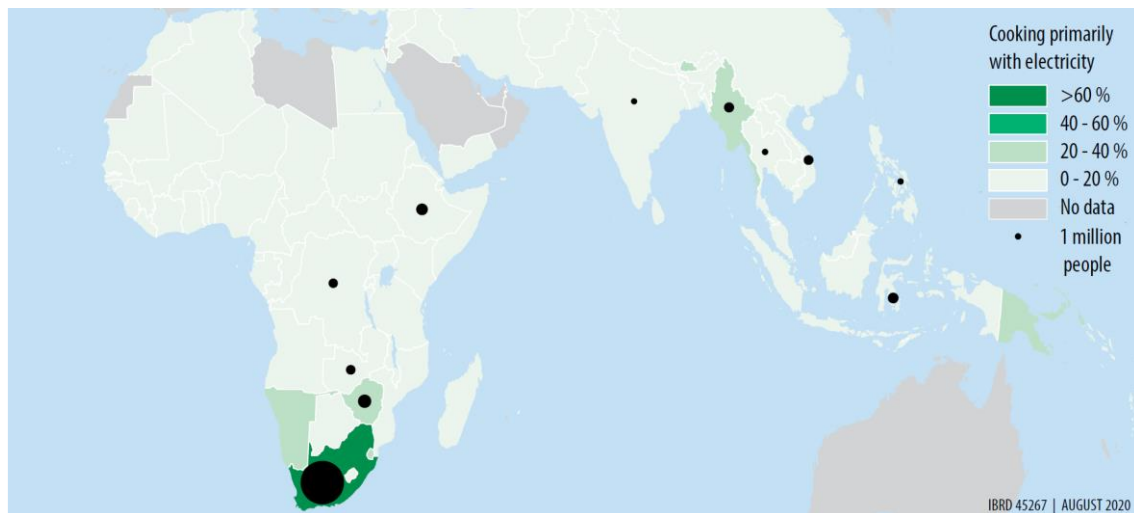 Cooking primarily
with electricity
>60 %
40 - 60 %
20 - 40 %
0 - 20 %
No data
1 million
people
IBRD 45267 | AUGUST 2020